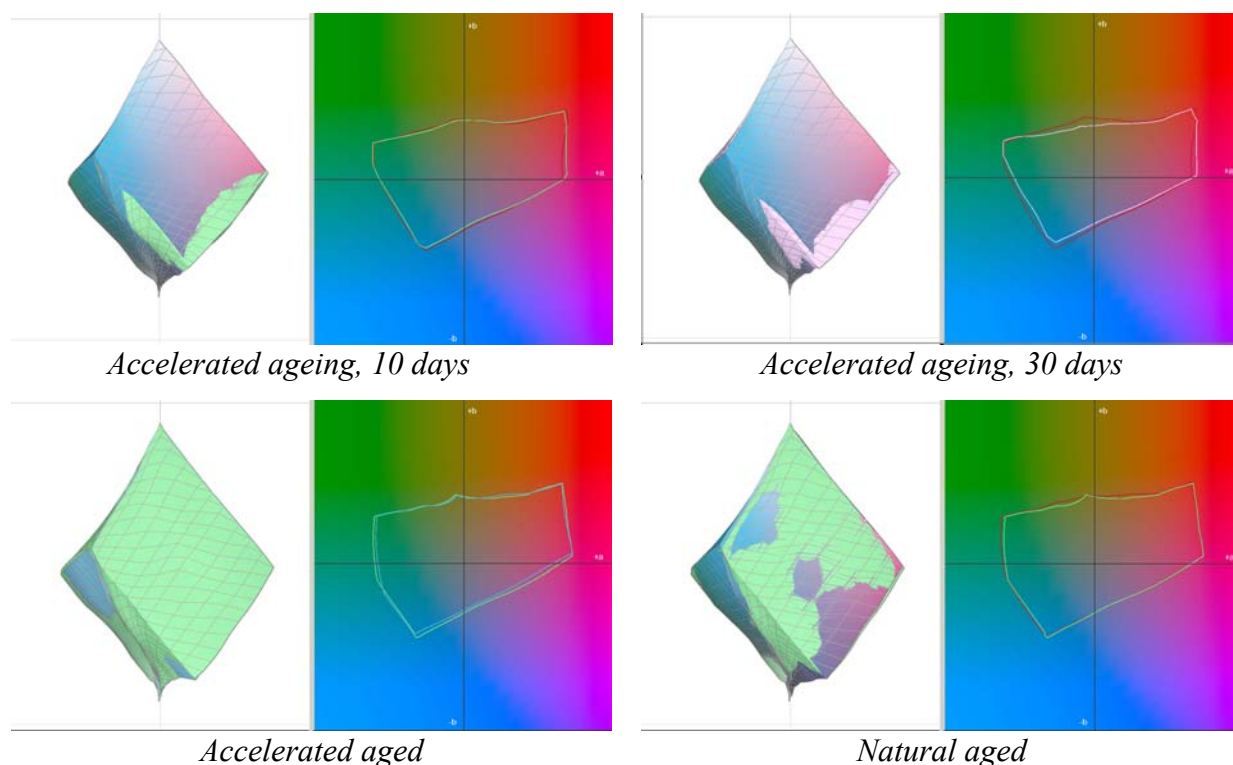 +b
+a
-b
+b
+a
-b
Accelerated ageing, 10 days
Accelerated ageing, 30 days
+b
+a
-b
+b
+a
-b
Accelerated aged
Natural aged